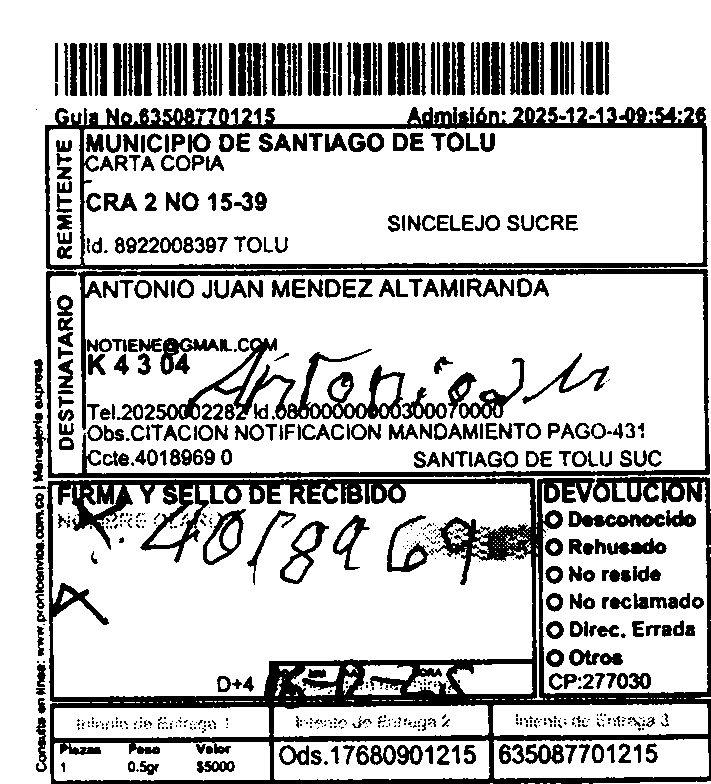 Guia No.635087701215 Admisión: 2025-12-13-09:54:26
REMITENTE
MUNICIPIO DE SANTIAGO DE TOLU
CARTA COPIA
CRA 2 NO 15-39
SINCELEJO SUCRE
Id. 8922008397 TOLU
DESTINATARIO
ANTONIO JUAN MENDEZ ALTAMIRANDA
NOTIENE@GMAIL.COM
K 4 3 04
Antonio J M
Tel.20250002282 Id.080000000000300070000
Obs.CITACION NOTIFICACION MANDAMIENTO PAGO-431
Ccte.4018969 0 SANTIAGO DE TOLU SUC
Consulta en línea: www.prontoenvios.com.co | Mensajería express
FIRMA Y SELLO DE RECIBIDO
4018969
D+4
DEVOLUCION
Desconocido
Rehusado
No reside
No reclamado
Direc. Errada
Otros
CP:277030
Intento de Entrega 1 Intento de Entrega 2 Intento de Entrega 3
Piezas Peso Valor
1 0.5gr $5000
Ods.17680901215 635087701215